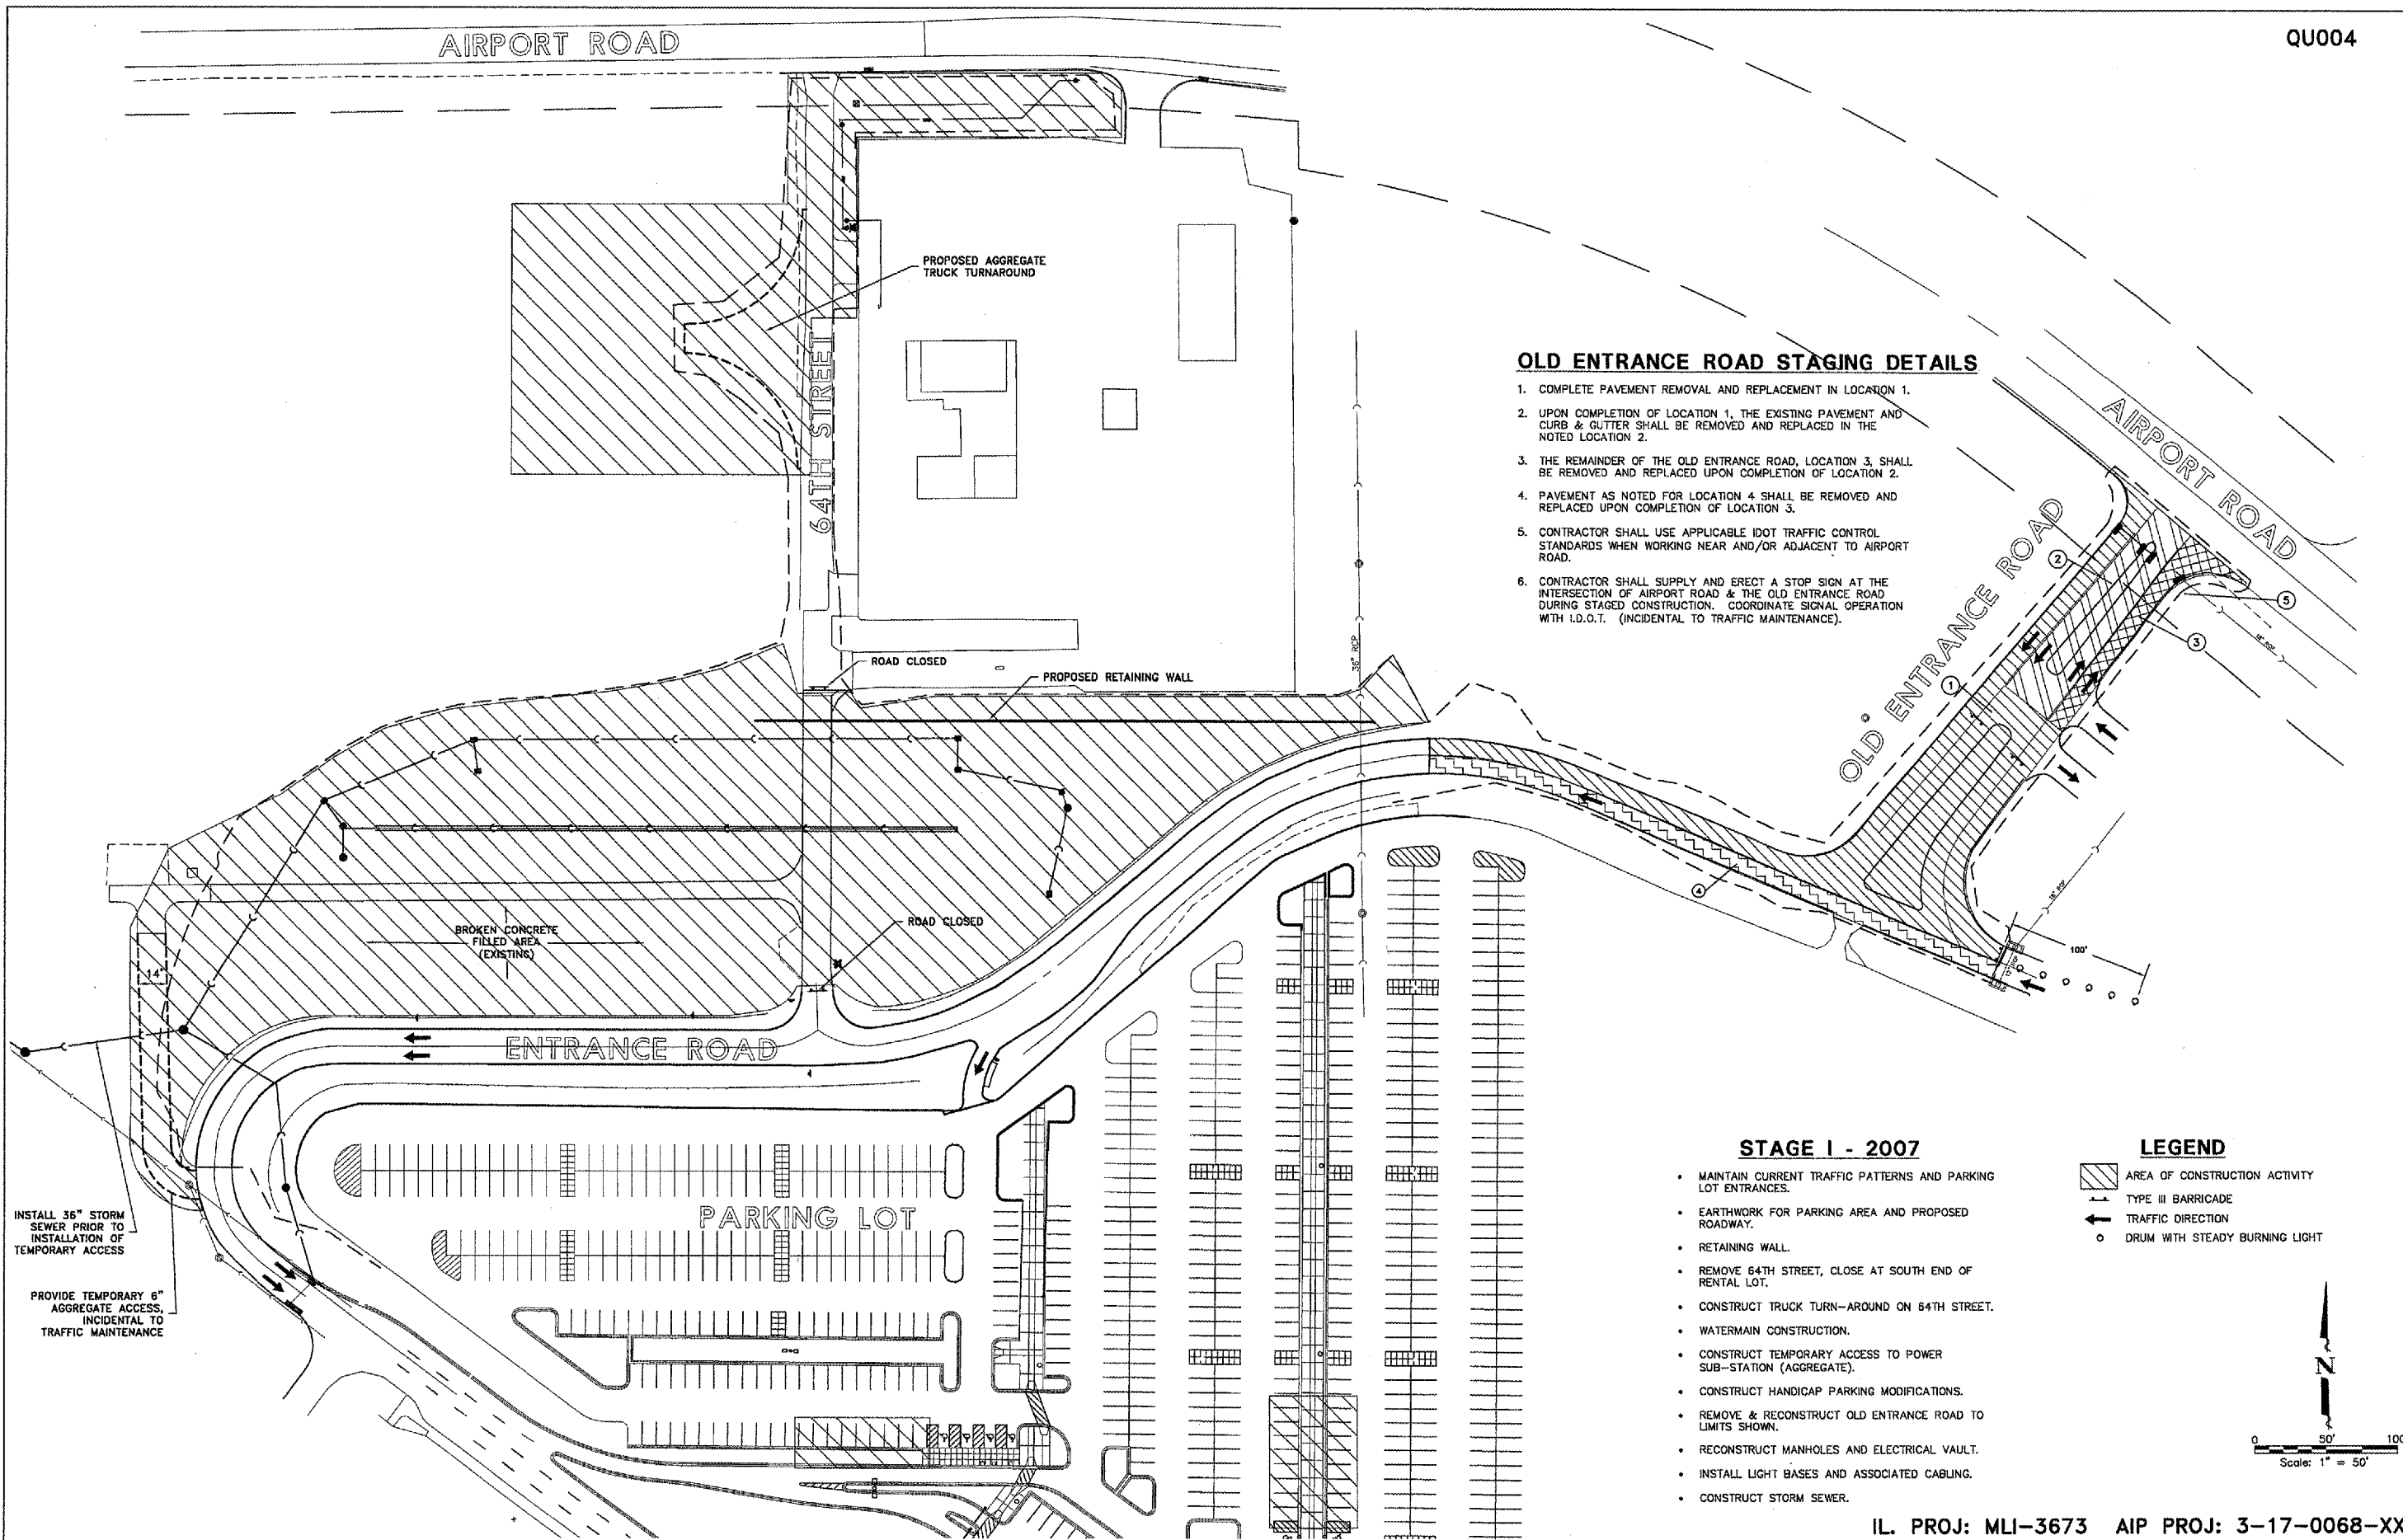 QU004
AIRPORT ROAD
PROPOSED AGGREGATE
TRUCK TURNAROUND
64TH STREET
OLD ENTRANCE ROAD STAGING DETAILS
1. COMPLETE PAVEMENT REMOVAL AND REPLACEMENT IN LOCATION 1.
2. UPON COMPLETION OF LOCATION 1, THE EXISTING PAVEMENT AND
CURB & GUTTER SHALL BE REMOVED AND REPLACED IN THE
NOTED LOCATION 2.
3. THE REMAINDER OF THE OLD ENTRANCE ROAD, LOCATION 3, SHALL
BE REMOVED AND REPLACED UPON COMPLETION OF LOCATION 2.
4. PAVEMENT AS NOTED FOR LOCATION 4 SHALL BE REMOVED AND
REPLACED UPON COMPLETION OF LOCATION 3.
5. CONTRACTOR SHALL USE APPLICABLE IDOT TRAFFIC CONTROL
STANDARDS WHEN WORKING NEAR AND/OR ADJACENT TO AIRPORT
ROAD.
6. CONTRACTOR SHALL SUPPLY AND ERECT A STOP SIGN AT THE
INTERSECTION OF AIRPORT ROAD & THE OLD ENTRANCE ROAD
DURING STAGED CONSTRUCTION. COORDINATE SIGNAL OPERATION
WITH I.D.O.T. (INCIDENTAL TO TRAFFIC MAINTENANCE).
AIRPORT ROAD
OLD ENTRANCE ROAD
2
5
3
1
4
36" RCP
18" RCP
100'
ROAD CLOSED
PROPOSED RETAINING WALL
BROKEN CONCRETE
FILLED AREA
(EXISTING)
ROAD CLOSED
14'
ENTRANCE ROAD
PARKING LOT
INSTALL 36" STORM
SEWER PRIOR TO
INSTALLATION OF
TEMPORARY ACCESS
PROVIDE TEMPORARY 6"
AGGREGATE ACCESS,
INCIDENTAL TO
TRAFFIC MAINTENANCE
STAGE I - 2007
• MAINTAIN CURRENT TRAFFIC PATTERNS AND PARKING
LOT ENTRANCES.
• EARTHWORK FOR PARKING AREA AND PROPOSED
ROADWAY.
• RETAINING WALL.
• REMOVE 64TH STREET, CLOSE AT SOUTH END OF
RENTAL LOT.
• CONSTRUCT TRUCK TURN-AROUND ON 64TH STREET.
• WATERMAIN CONSTRUCTION.
• CONSTRUCT TEMPORARY ACCESS TO POWER
SUB-STATION (AGGREGATE).
• CONSTRUCT HANDICAP PARKING MODIFICATIONS.
• REMOVE & RECONSTRUCT OLD ENTRANCE ROAD TO
LIMITS SHOWN.
• RECONSTRUCT MANHOLES AND ELECTRICAL VAULT.
• INSTALL LIGHT BASES AND ASSOCIATED CABLING.
• CONSTRUCT STORM SEWER.
LEGEND
AREA OF CONSTRUCTION ACTIVITY
TYPE III BARRICADE
TRAFFIC DIRECTION
DRUM WITH STEADY BURNING LIGHT
N
0 50' 100
Scale: 1" = 50'
IL. PROJ: MLI-3673 AIP PROJ: 3-17-0068-XX